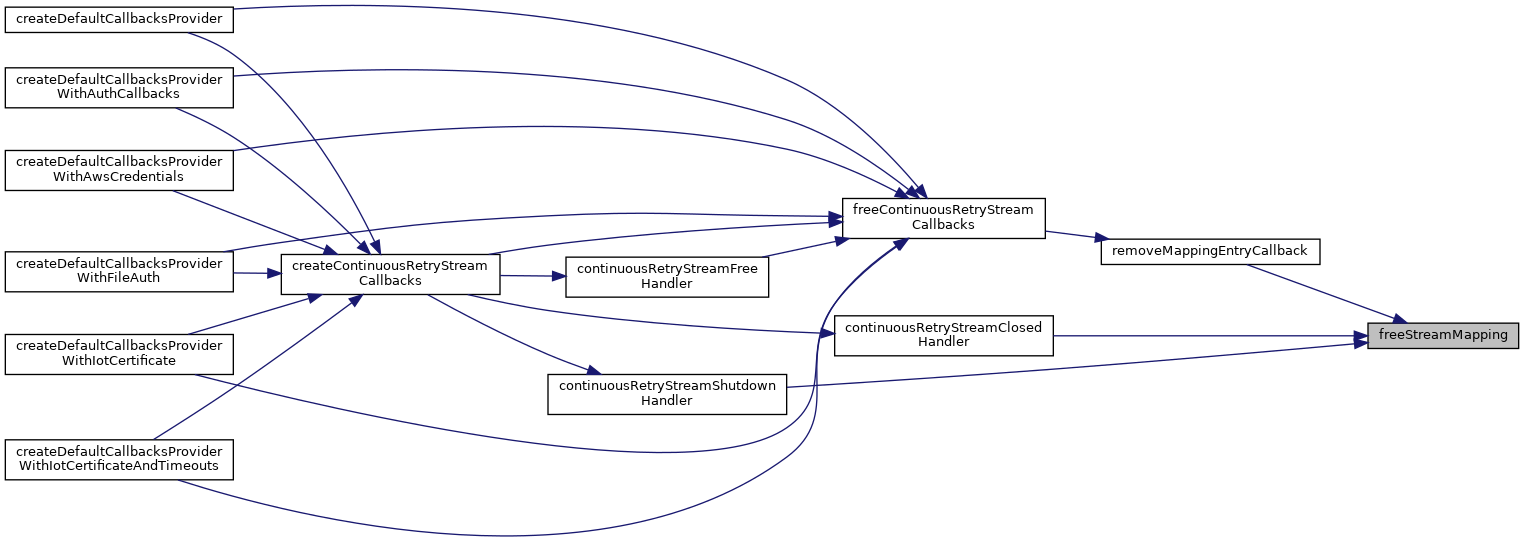 createDefaultCallbacksProvider
createDefaultCallbacksProvider
WithAuthCallbacks
createDefaultCallbacksProvider
WithAwsCredentials
createDefaultCallbacksProvider
WithFileAuth
createDefaultCallbacksProvider
WithIotCertificate
createDefaultCallbacksProvider
WithIotCertificateAndTimeouts
createContinuousRetryStream
Callbacks
continuousRetryStreamFree
Handler
continuousRetryStreamShutdown
Handler
freeContinuousRetryStream
Callbacks
continuousRetryStreamClosed
Handler
removeMappingEntryCallback
freeStreamMapping